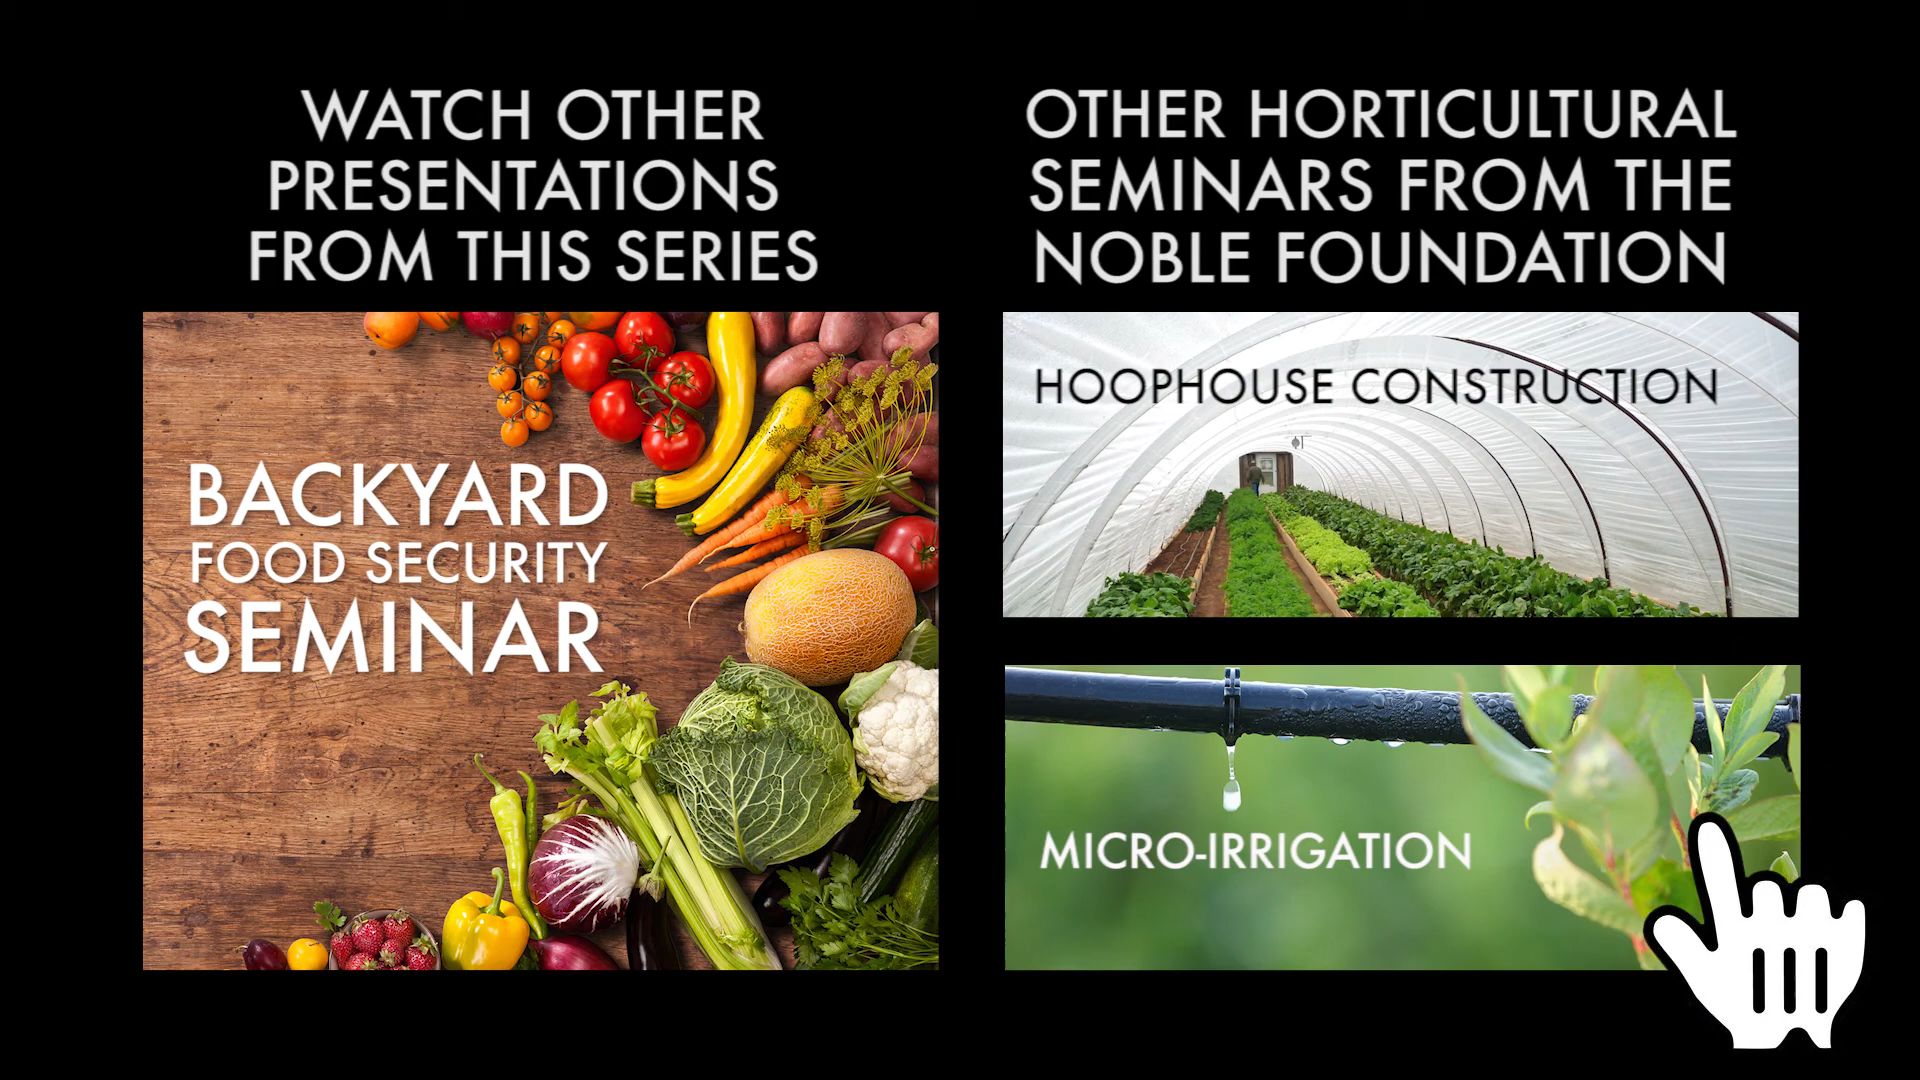 WATCH OTHER
PRESENTATIONS
FROM THIS SERIES
BACKYARD
FOOD SECURITY
SEMINAR
OTHER HORTICULTURAL
SEMINARS FROM THE
NOBLE FOUNDATION
HOOPHOUSE CONSTRUCTION
MICRO-IRRIGATION